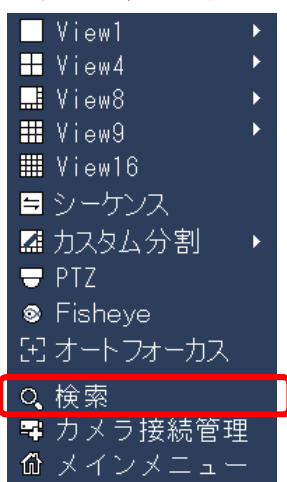 View1
View4
View8
View9
View16
シーケンス
カスタム分割
PTZ
Fisheye
オートフォーカス
検索
カメラ接続管理
メインメニュー